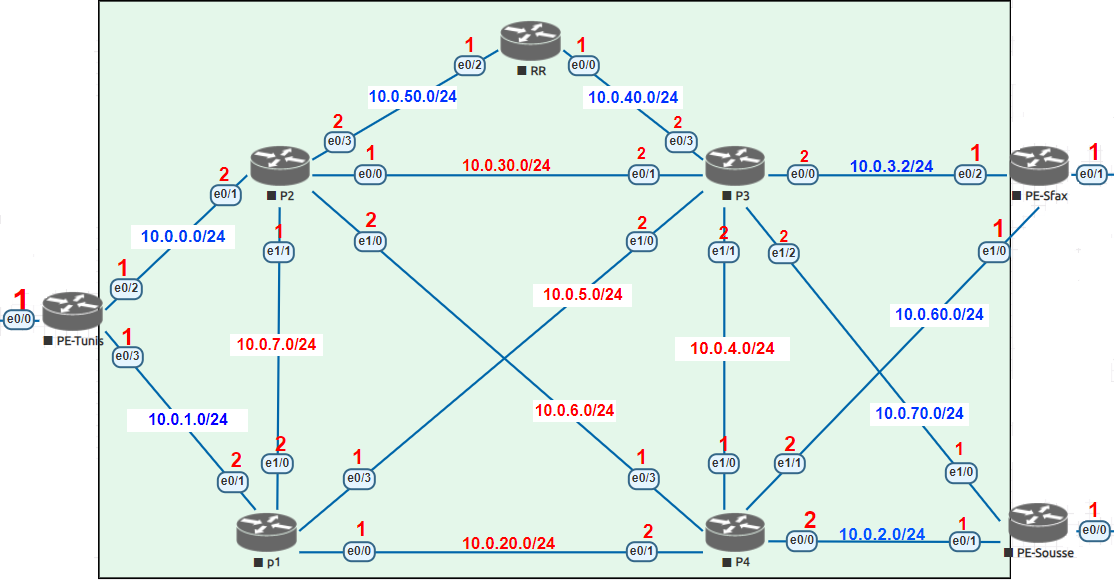 1
1
e0/2
e0/0
RR
10.0.50.0/24
10.0.40.0/24
2
2
e0/3
e0/3
1
10.0.30.0/24
2
2
10.0.3.2/24
1
1
2
e0/0
e0/1
e0/0
e0/2
e0/1
e0/1
P2
P3
PE-Sfax
1
2
2
2
2
1
e1/1
e1/0
e1/0
e1/1
e1/2
e1/0
10.0.0.0/24
1
e0/2
10.0.5.0/24
1
e0/0
10.0.60.0/24
PE-Tunis
1
e0/3
10.0.7.0/24
10.0.4.0/24
10.0.1.0/24
10.0.6.0/24
10.0.70.0/24
2
2
1
1
1
2
1
e0/1
e1/0
e0/3
e0/3
e1/0
e1/1
e1/0
1
10.0.20.0/24
2
2
10.0.2.0/24
1
1
e0/0
e0/1
e0/0
e0/1
e0/0
p1
P4
PE-Sousse